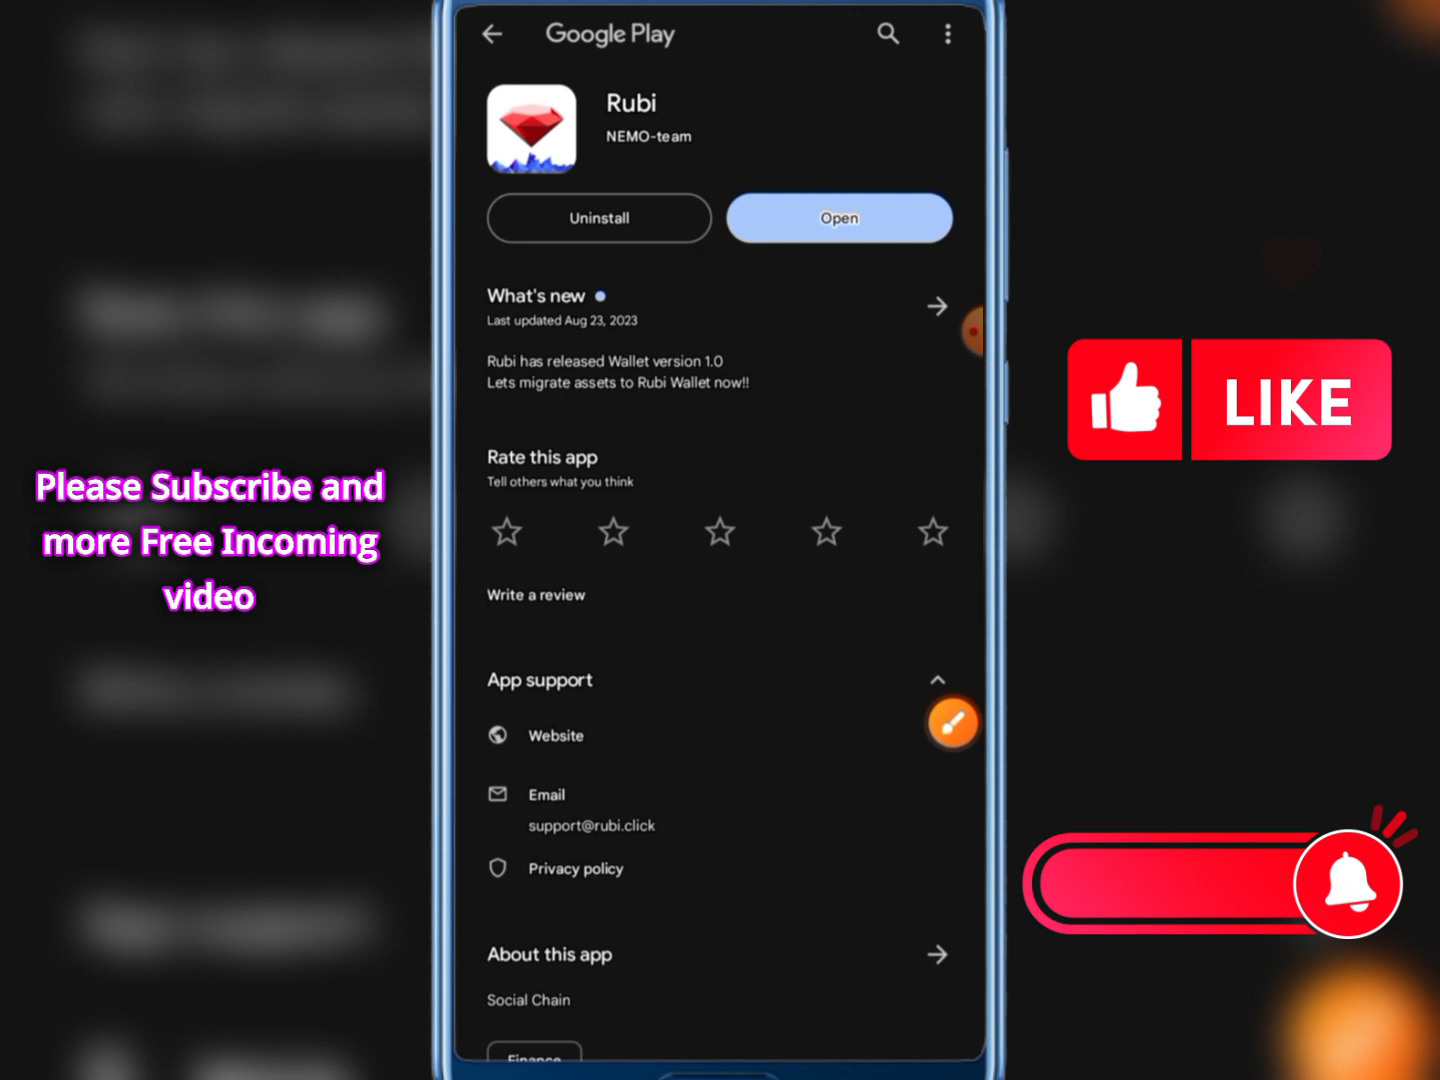 Google Play
Rubi
NEMO-team
Uninstall
Open
What's new
Last updated Aug 23, 2023
Rubi has released Wallet version 1.0
Lets migrate assets to Rubi Wallet now!!
Rate this app
Tell others what you think
Write a review
App support
Website
Email
support@rubi.click
Privacy policy
About this app
Social Chain
Finance
Please Subscribe and
more Free Incoming
video
LIKE